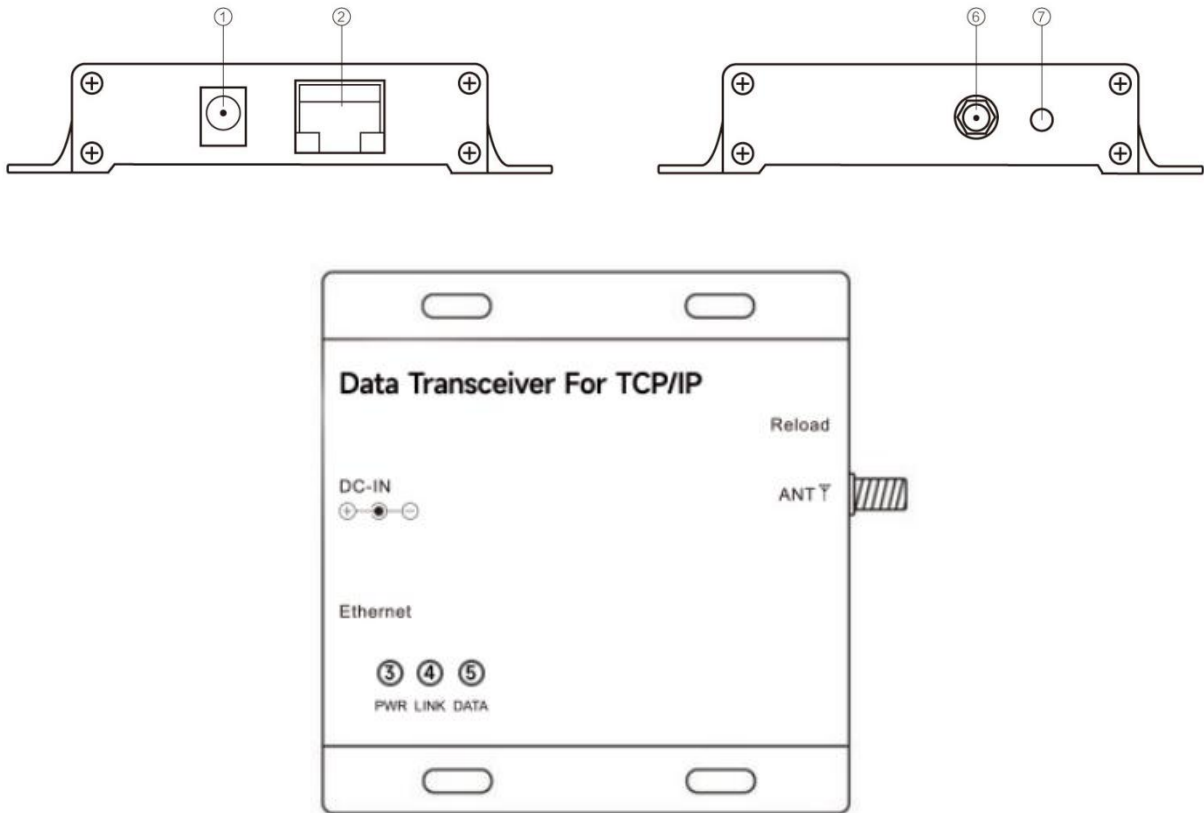 ① ②
⑥ ⑦
Data Transceiver For TCP/IP
Reload
DC-IN
ANT
Ethernet
③ ④ ⑤
PWR LINK DATA